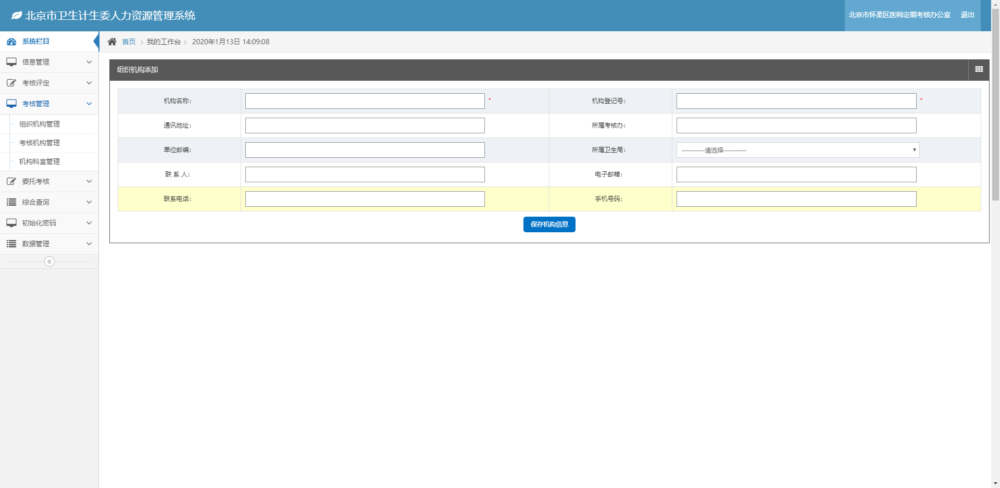 北京市卫生计生委人力资源管理系统
北京市怀柔区医师定期考核办公室 退出
系统栏目
首页 我的工作台 2020年1月13日 14:09:08
信息管理
考核评定
考核管理
组织机构管理
考核机构管理
机构科室管理
委托考核
综合查询
初始化密码
数据管理
组织机构添加
机构名称: * 机构登记号: *
通讯地址: 所属考核办:
单位邮编: 所属卫生局: -----------请选择-----------
联 系 人: 电子邮箱:
联系电话: 手机号码:
保存机构信息